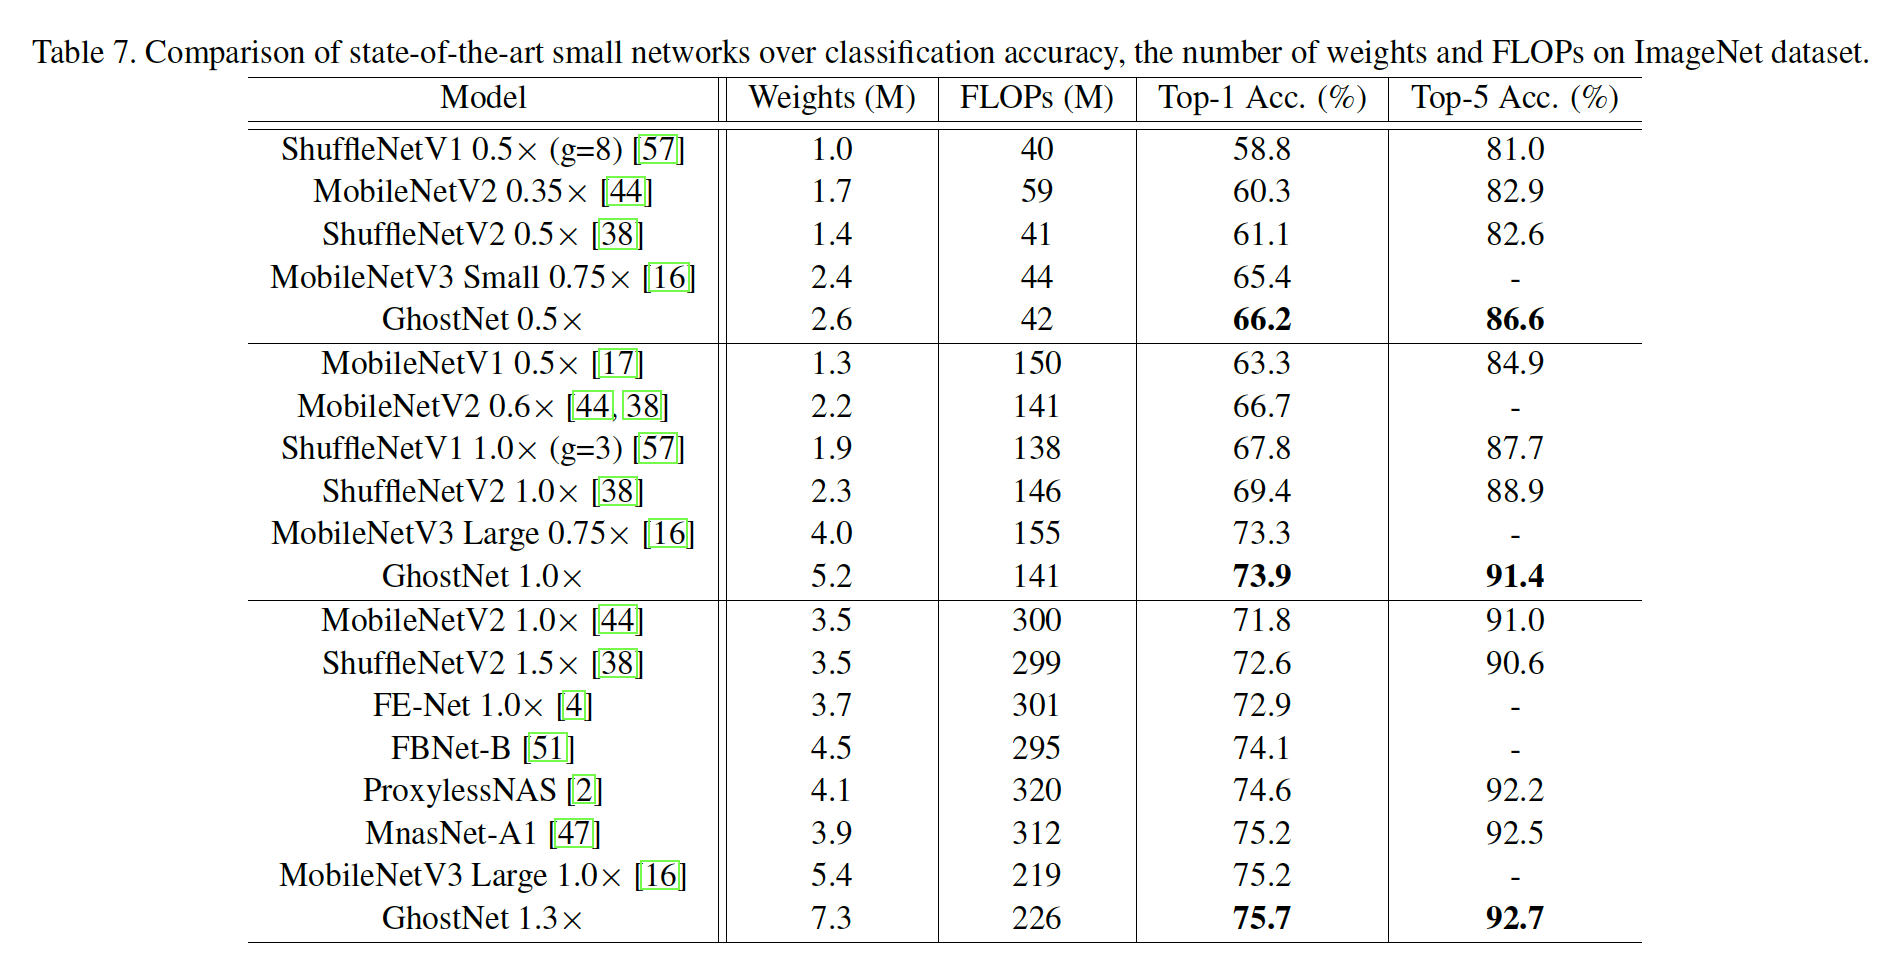 Table 7. Comparison of state-of-the-art small networks over classification accuracy, the number of weights and FLOPs on ImageNet dataset.
Model Weights (M) FLOPs (M) Top-1 Acc. (%) Top-5 Acc. (%)
ShuffleNetV1 0.5× (g=8) [57] 1.0 40 58.8 81.0
MobileNetV2 0.35× [44] 1.7 59 60.3 82.9
ShuffleNetV2 0.5× [38] 1.4 41 61.1 82.6
MobileNetV3 Small 0.75× [16] 2.4 44 65.4 -
GhostNet 0.5× 2.6 42 66.2 86.6
MobileNetV1 0.5× [17] 1.3 150 63.3 84.9
MobileNetV2 0.6× [44, 38] 2.2 141 66.7 -
ShuffleNetV1 1.0× (g=3) [57] 1.9 138 67.8 87.7
ShuffleNetV2 1.0× [38] 2.3 146 69.4 88.9
MobileNetV3 Large 0.75× [16] 4.0 155 73.3 -
GhostNet 1.0× 5.2 141 73.9 91.4
MobileNetV2 1.0× [44] 3.5 300 71.8 91.0
ShuffleNetV2 1.5× [38] 3.5 299 72.6 90.6
FE-Net 1.0× [4] 3.7 301 72.9 -
FBNet-B [51] 4.5 295 74.1 -
ProxylessNAS [2] 4.1 320 74.6 92.2
MnasNet-A1 [47] 3.9 312 75.2 92.5
MobileNetV3 Large 1.0× [16] 5.4 219 75.2 -
GhostNet 1.3× 7.3 226 75.7 92.7